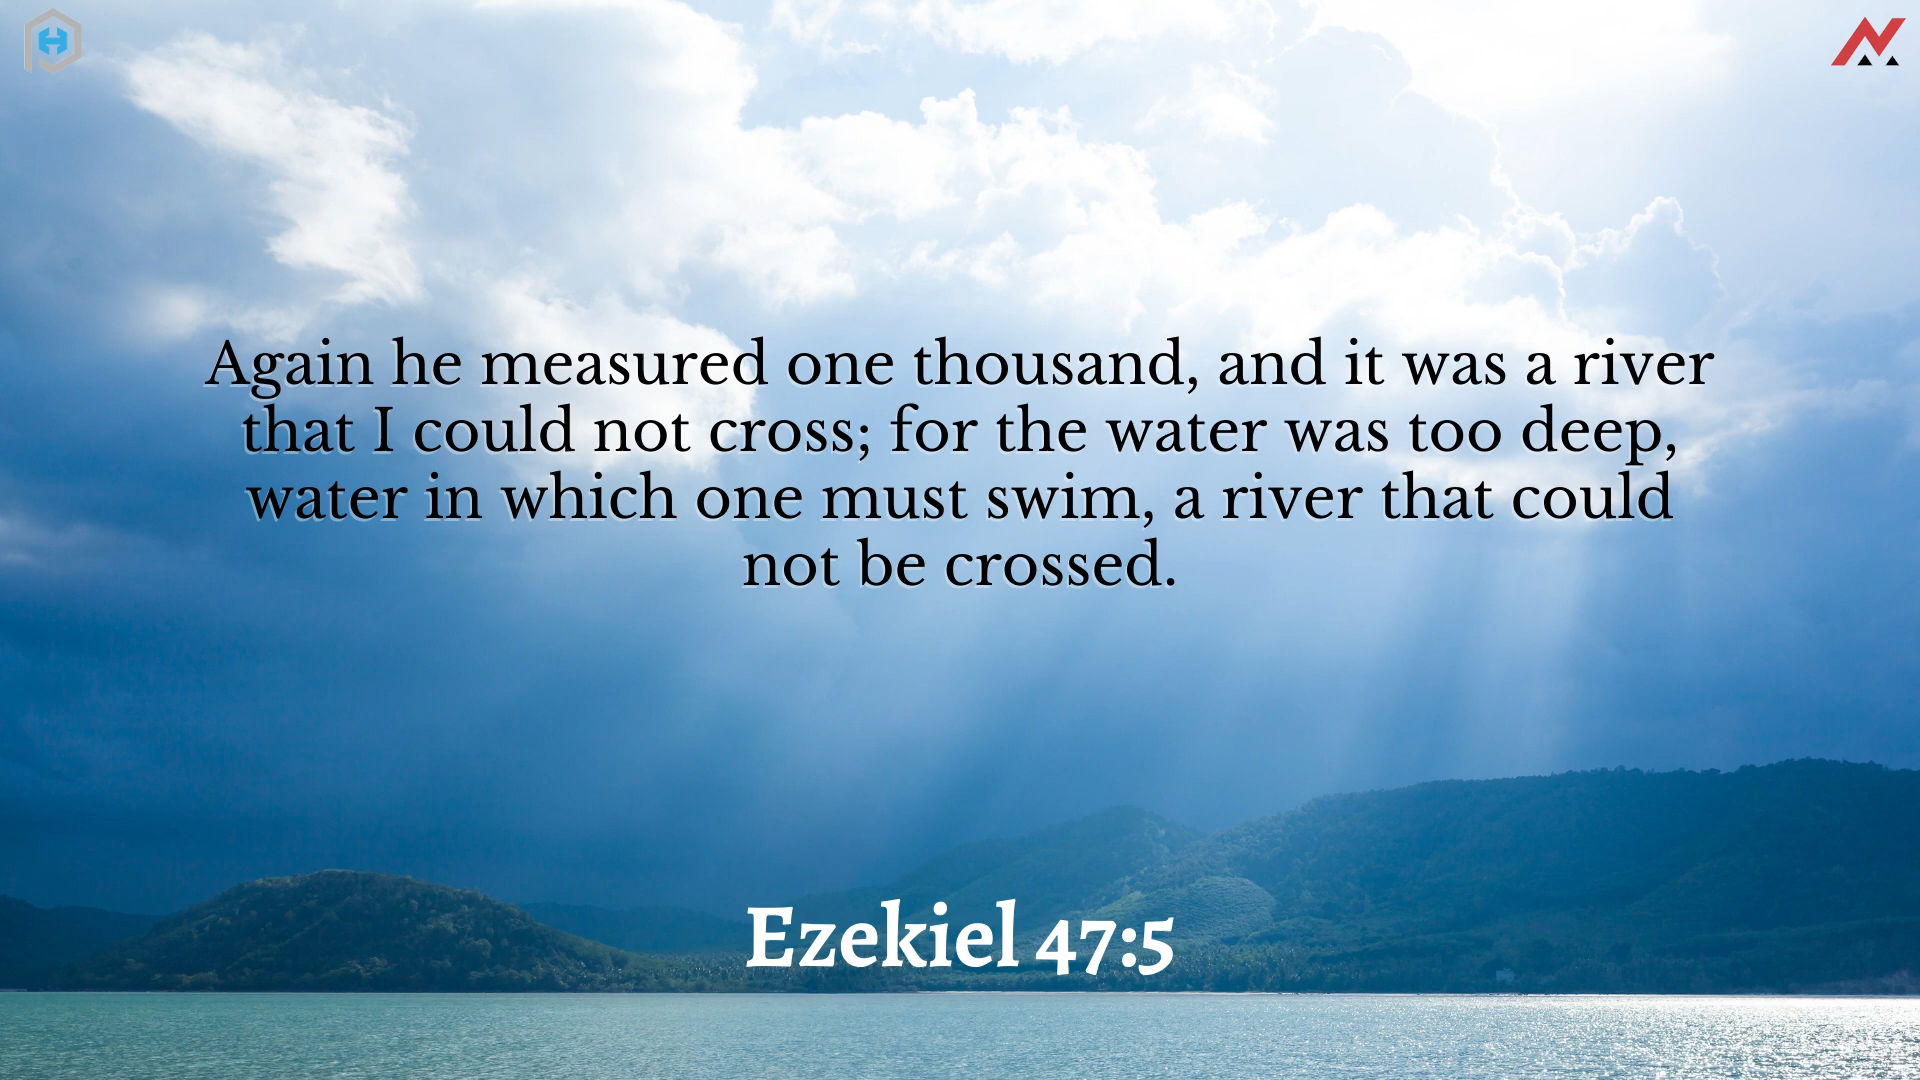 Again he measured one thousand, and it was a river
that I could not cross; for the water was too deep,
water in which one must swim, a river that could
not be crossed.
Ezekiel 47:5